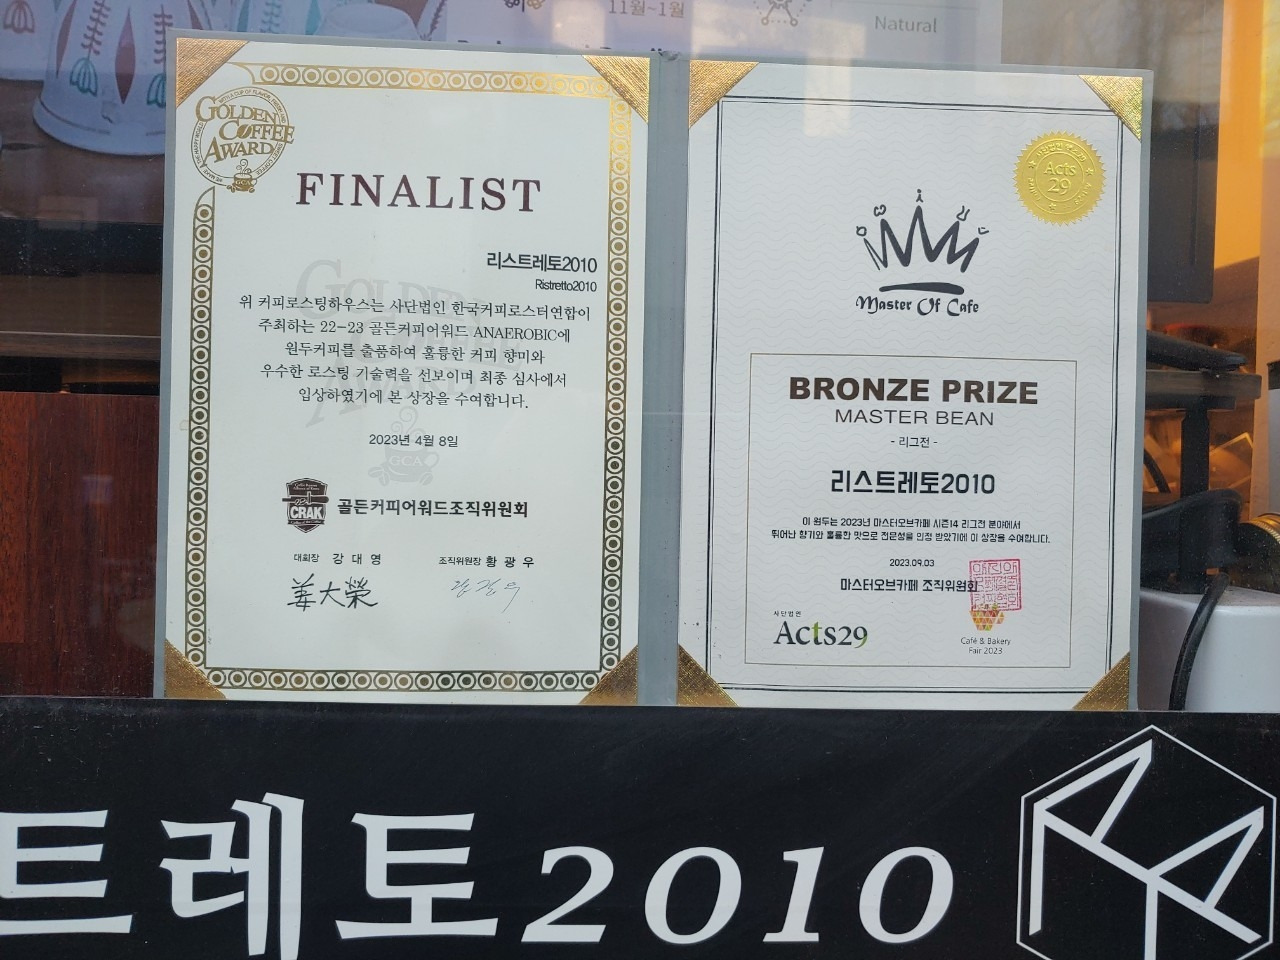 11월~1월
Natural
GOLDEN
COFFEE
AWARD
GCA
FINALIST
리스트레토2010
Ristretto2010
위 커피로스팅하우스는 사단법인 한국커피로스터연합이
주최하는 22-23 골든커피어워드 ANAEROBIC에
원두커피를 출품하여 훌륭한 커피 향미와
우수한 로스팅 기술력을 선보이며 최종 심사에서
입상하였기에 본 상장을 수여합니다.
2023년 4월 8일
CRAK
골든커피어워드조직위원회
대회장 강 대 영
조직위원장 황 광 우
姜大榮
Acts
29
Master Of Cafe
BRONZE PRIZE
MASTER BEAN
- 리그전 -
리스트레토2010
이 원두는 2023년 마스터오브카페 시즌14 리그전 분야에서
뛰어난 향기와 훌륭한 맛으로 전문성을 인정 받았기에 이 상장을 수여합니다.
2023.09.03
마스터오브카페 조직위원회
사단법인
Acts29
Café & Bakery
Fair 2023
트레토2010